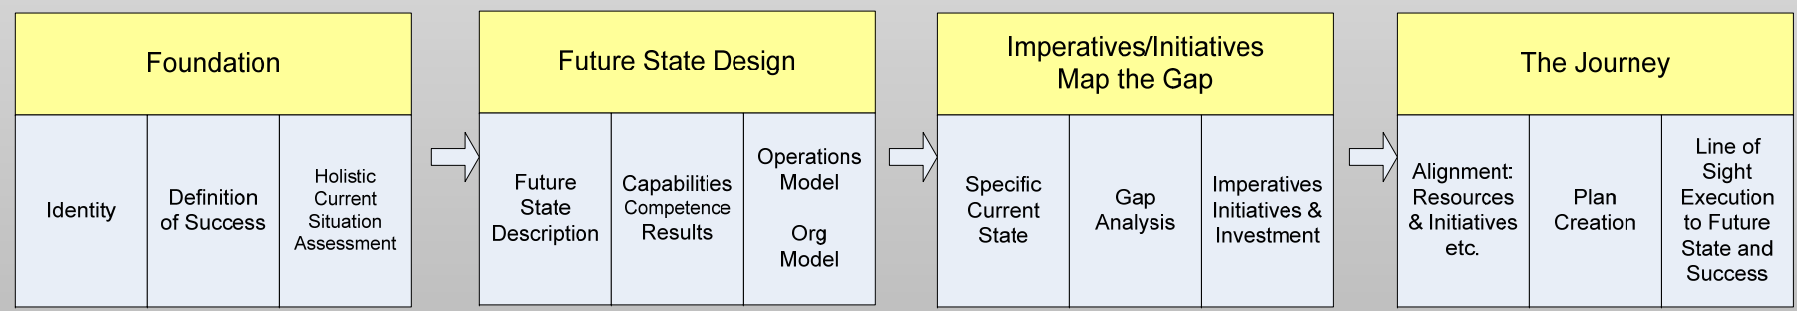 Foundation
Identity
Definition
of Success
Holistic
Current
Situation
Assessment
Future State Design
Future
State
Description
Capabilities
Competence
Results
Operations
Model
Org
Model
Imperatives/Initiatives
Map the Gap
Specific
Current
State
Gap
Analysis
Imperatives
Initiatives &
Investment
The Journey
Alignment:
Resources
& Initiatives
etc.
Plan
Creation
Line of
Sight
Execution
to Future
State and
Success